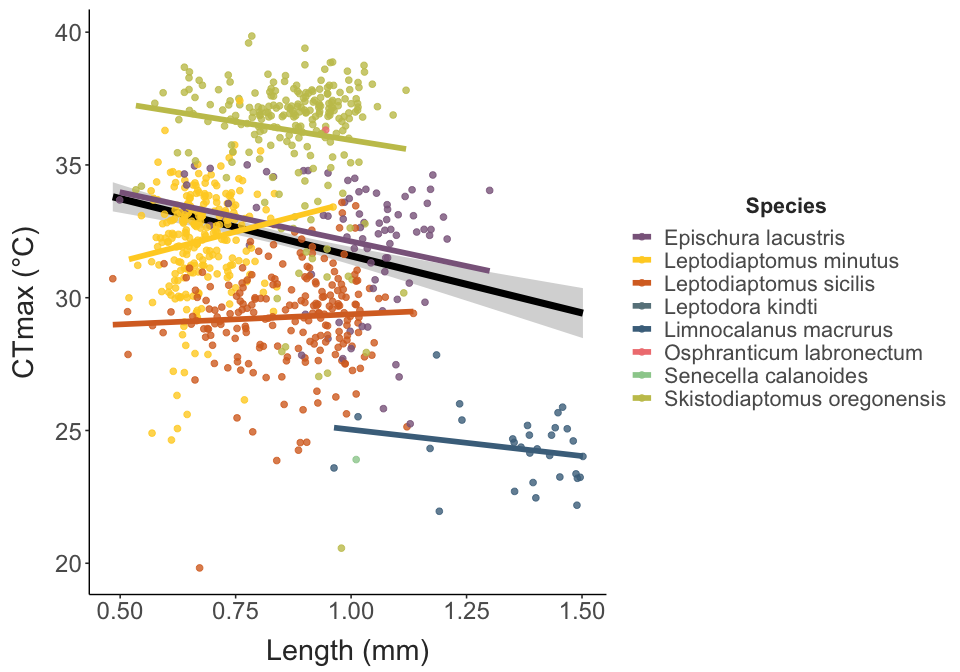 40
35
30
25
20
CTmax (°C)
0.50 0.75 1.00 1.25 1.50
Length (mm)
Species
Epischura lacustris
Leptodiaptomus minutus
Leptodiaptomus sicilis
Leptodora kindti
Limnocalanus macrurus
Osphranticum labronectum
Senecella calanoides
Skistodiaptomus oregonensis